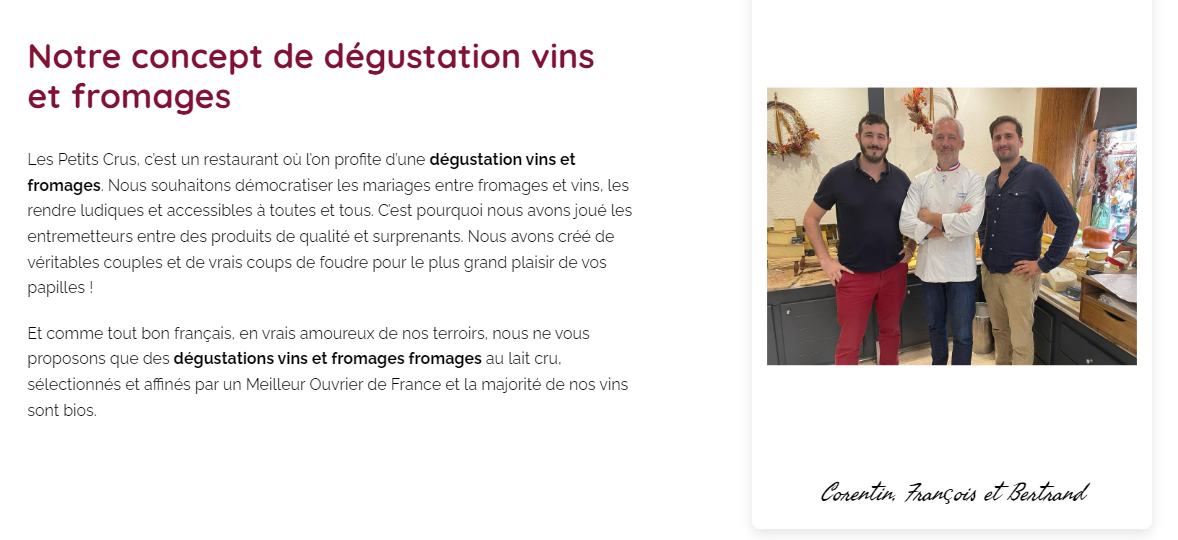 Notre concept de dégustation vins
et fromages
Les Petits Crus, c'est un restaurant où l'on profite d'une dégustation vins et
fromages. Nous souhaitons démocratiser les mariages entre fromages et vins, les
rendre ludiques et accessibles à toutes et tous. C'est pourquoi nous avons joué les
entremetteurs entre des produits de qualité et surprenants. Nous avons créé de
véritables couples et de vrais coups de foudre pour le plus grand plaisir de vos
papilles !
Et comme tout bon français, en vrais amoureux de nos terroirs, nous ne vous
proposons que des dégustations vins et fromages fromages au lait cru,
sélectionnés et affinés par un Meilleur Ouvrier de France et la majorité de nos vins
sont bios.
Corentin, François et Bertrand